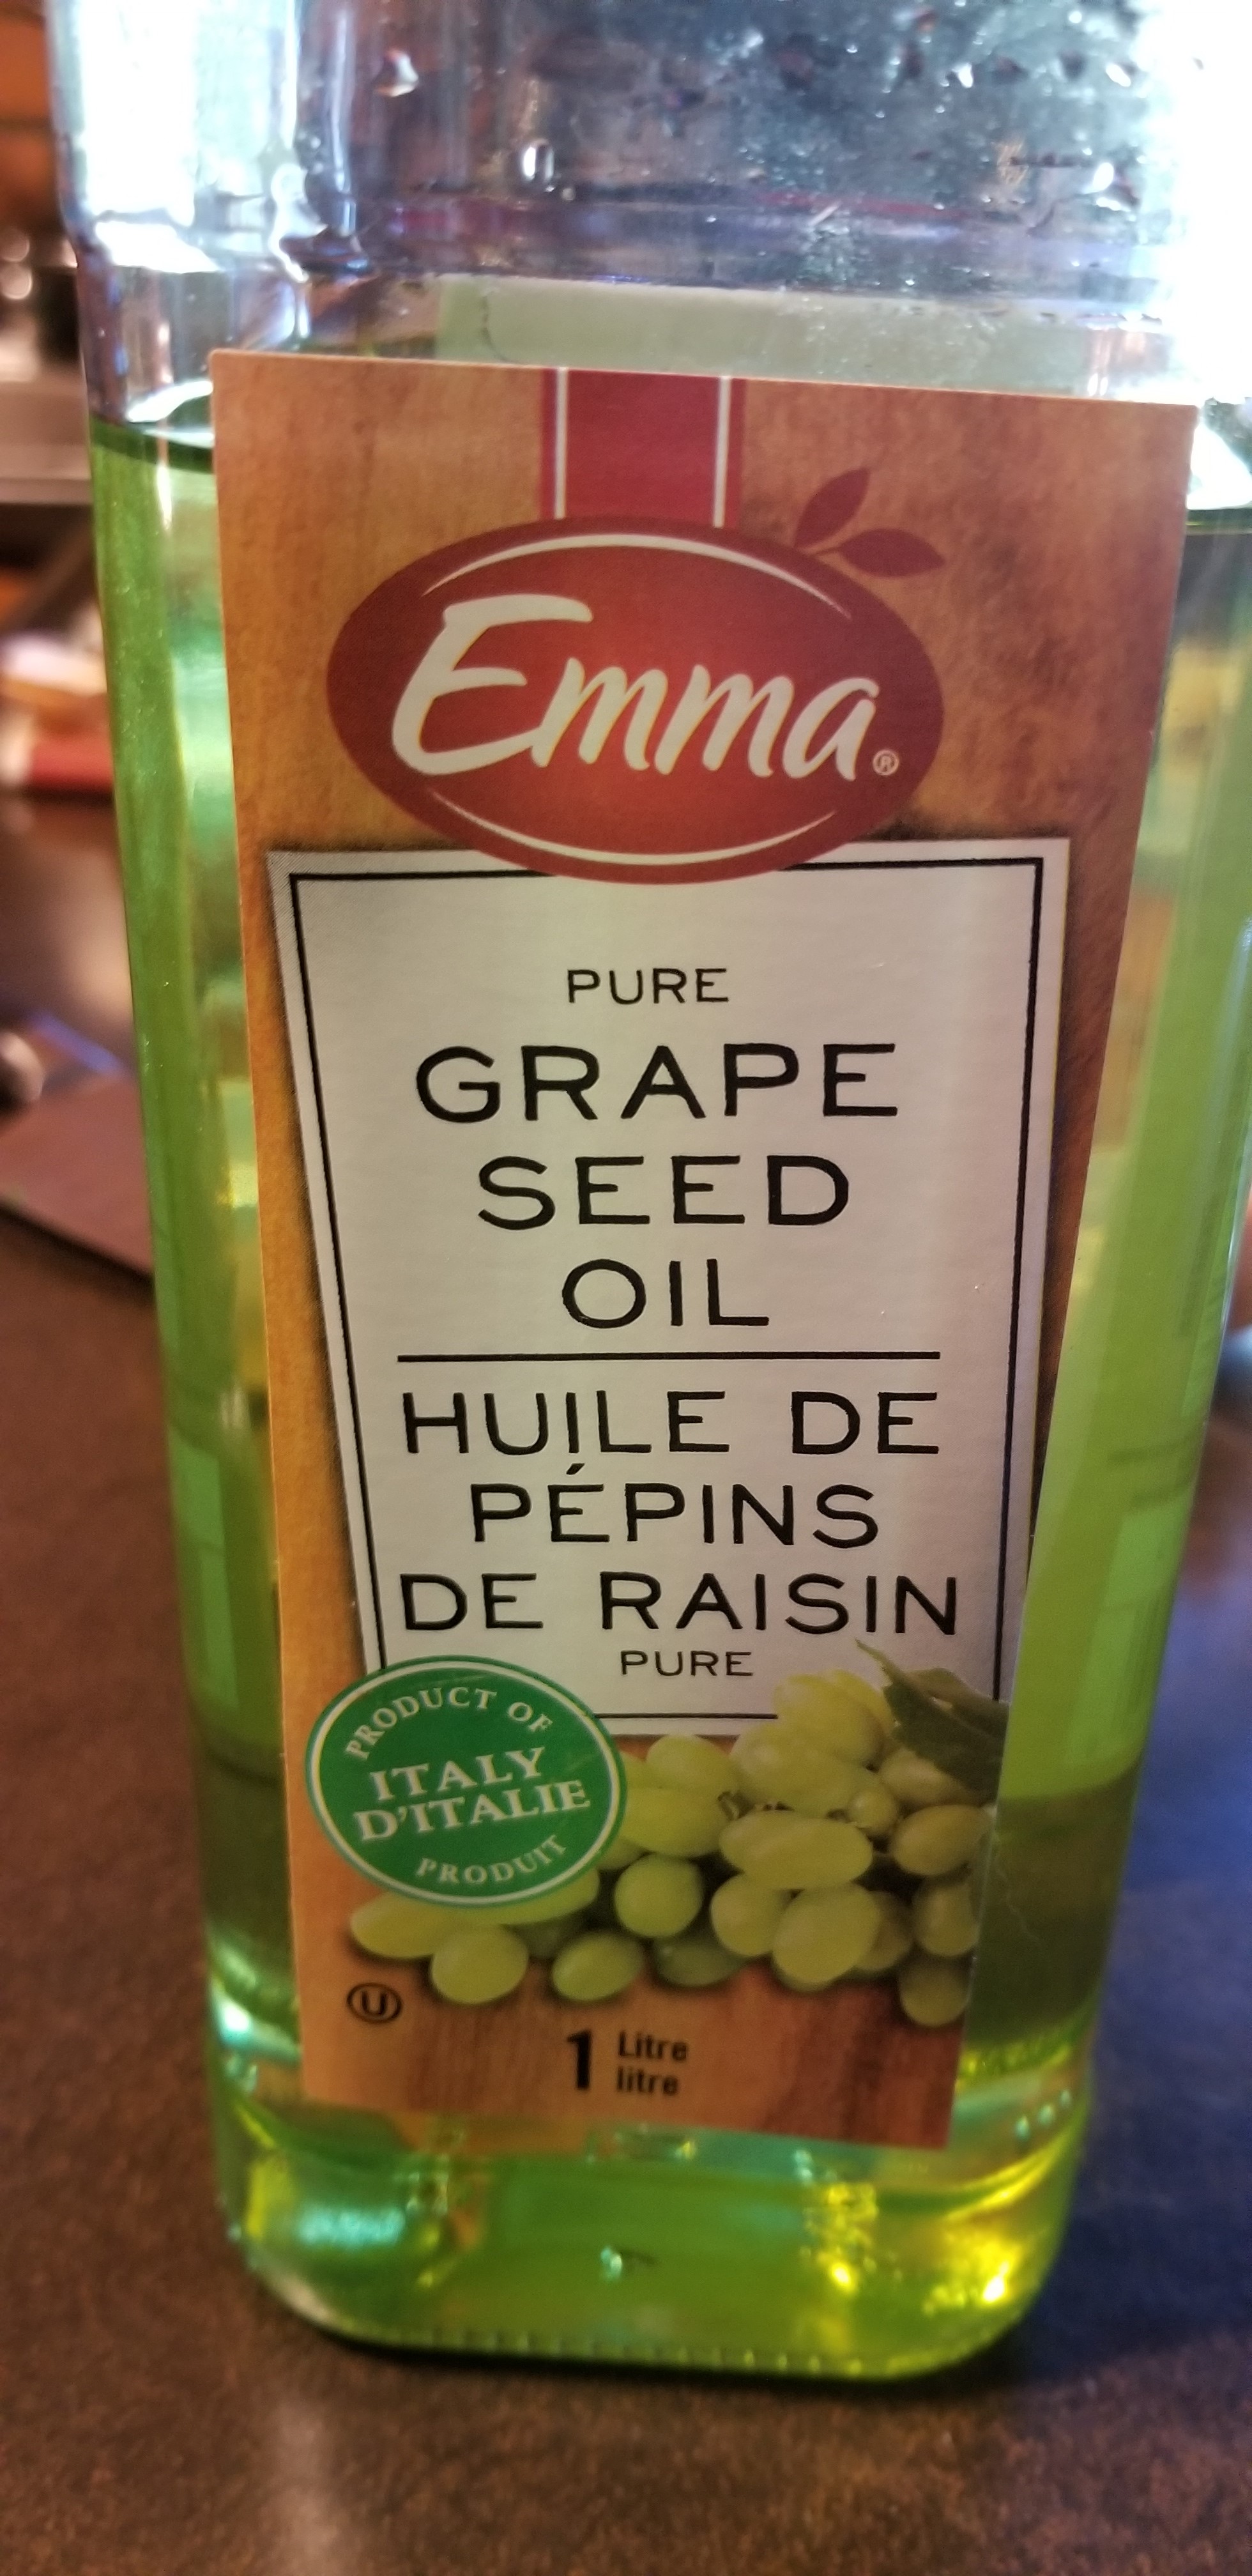 Emma®
PURE
GRAPE
SEED
OIL
HUILE DE
PÉPINS
DE RAISIN
PURE
PRODUCT OF
ITALY
D'ITALIE
PRODUIT
U
1 Litre
litre